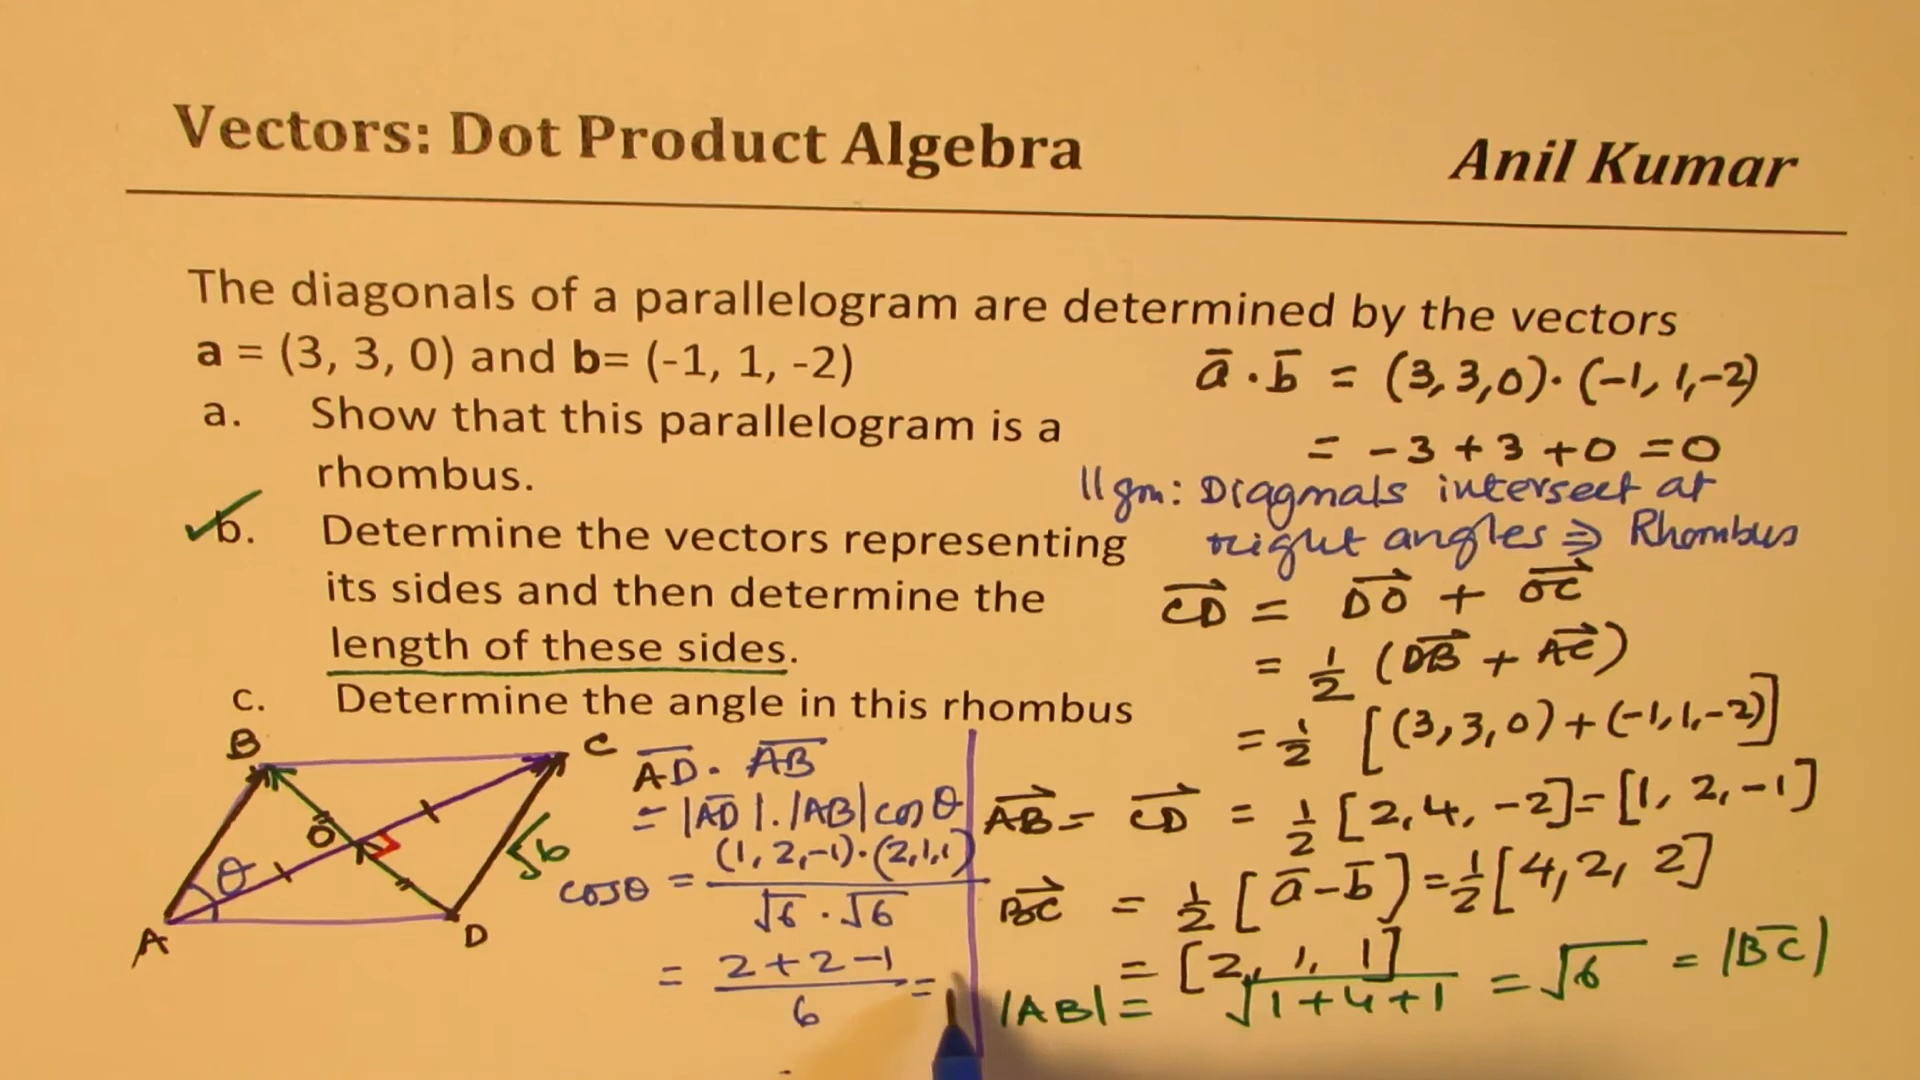 Vectors: Dot Product Algebra
Anil Kumar
The diagonals of a parallelogram are determined by the vectors
a = (3, 3, 0) and b= (-1, 1, -2)
a. Show that this parallelogram is a
rhombus.
b. Determine the vectors representing
its sides and then determine the
length of these sides.
c. Determine the angle in this rhombus
a̅ · b̅ = (3, 3, 0) · (-1, 1, -2)
= -3 + 3 + 0 = 0
||gm: Diagonals intersect at
right angles ⇒ Rhombus
CD = DO + OC
= 1/2 (DB + AC)
= 1/2 [(3, 3, 0) + (-1, 1, -2)]
AB = CD = 1/2 [2, 4, -2] = [1, 2, -1]
BC = 1/2 [a̅ - b̅] = 1/2 [4, 2, 2]
= [2, 1, 1]
|AB| = √1+4+1 = √6 = |BC|
B C
O
θ √6
A D
AD · AB
= |AD| . |AB| cos θ
cos θ = (1, 2, -1) · (2, 1, 1) / √6 · √6
= 2 + 2 - 1 / 6 =